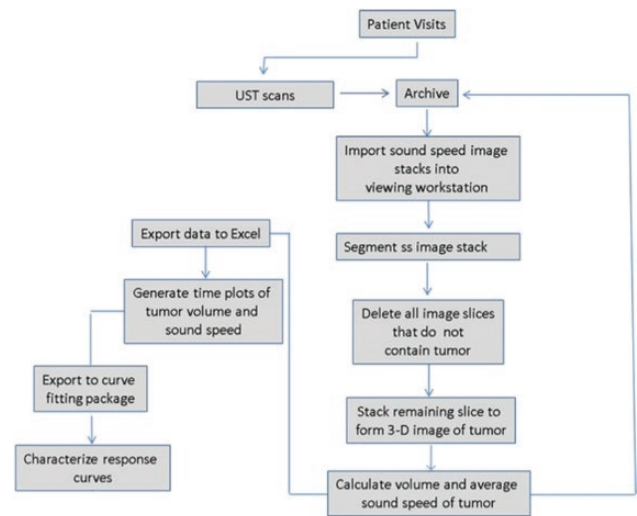 Patient Visits
UST scans
Archive
Import sound speed image
stacks into
viewing workstation
Segment ss image stack
Delete all image slices
that do not
contain tumor
Stack remaining slice to
form 3-D image of tumor
Calculate volume and average
sound speed of tumor
Export data to Excel
Generate time plots of
tumor volume and
sound speed
Export to curve
fitting package
Characterize response
curves